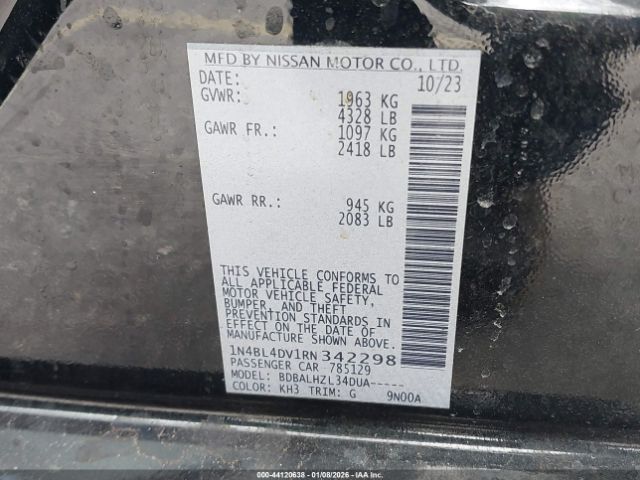 MFD BY NISSAN MOTOR CO., LTD.
DATE: 10/23
GVWR: 1963 KG
4328 LB
GAWR FR.: 1097 KG
2418 LB
GAWR RR.: 945 KG
2083 LB
THIS VEHICLE CONFORMS TO
ALL APPLICABLE FEDERAL
MOTOR VEHICLE SAFETY,
BUMPER, AND THEFT
PREVENTION STANDARDS IN
EFFECT ON THE DATE OF
MANUFACTURE SHOWN ABOVE.
1N4BL4DV1RN342298
PASSENGER CAR 785129
MODEL: BDBALHZL34DUA-----
COLOR: KH3 TRIM: G 9N00A
000-44120638 - 01/08/2026 - © COPYRIGHT IAA, LLC.